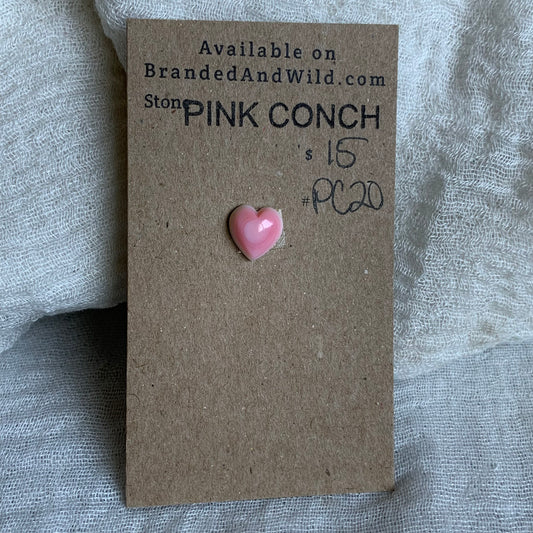 Available on
BrandedAndWild.com
Stone PINK CONCH
$ 15
#PC20